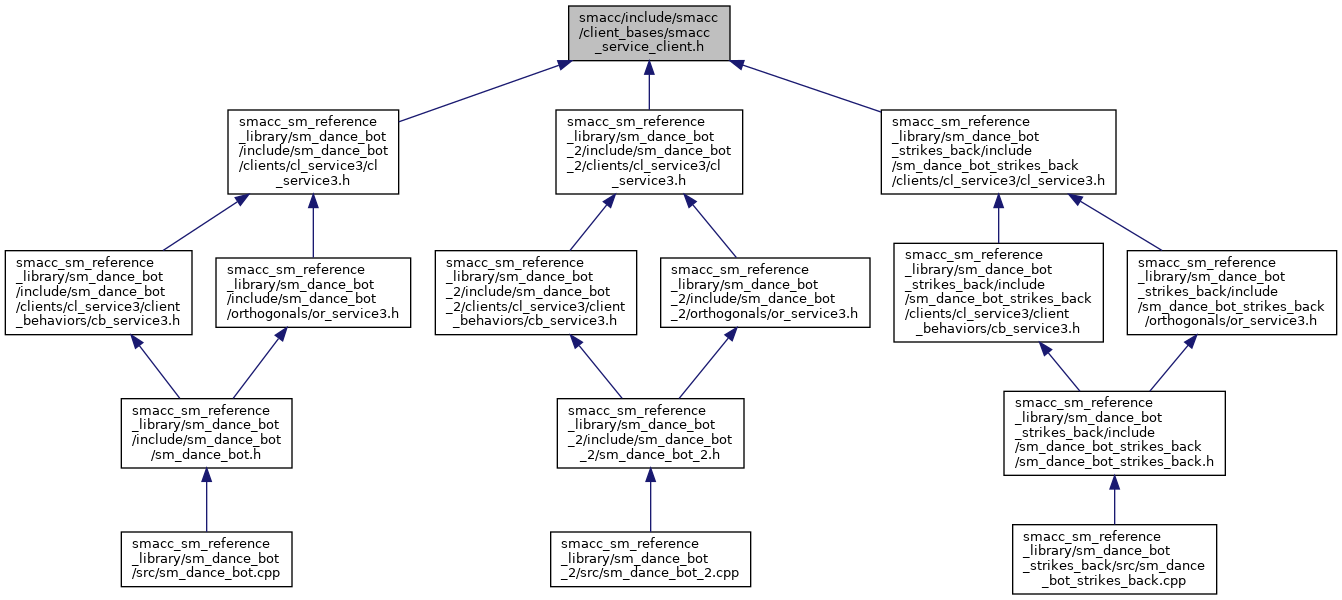 smacc/include/smacc
/client_bases/smacc
_service_client.h
smacc_sm_reference
_library/sm_dance_bot
/include/sm_dance_bot
/clients/cl_service3/cl
_service3.h
smacc_sm_reference
_library/sm_dance_bot
_2/include/sm_dance_bot
_2/clients/cl_service3/cl
_service3.h
smacc_sm_reference
_library/sm_dance_bot
_strikes_back/include
/sm_dance_bot_strikes_back
/clients/cl_service3/cl_service3.h
smacc_sm_reference
_library/sm_dance_bot
/include/sm_dance_bot
/clients/cl_service3/client
_behaviors/cb_service3.h
smacc_sm_reference
_library/sm_dance_bot
/include/sm_dance_bot
/orthogonals/or_service3.h
smacc_sm_reference
_library/sm_dance_bot
_2/include/sm_dance_bot
_2/clients/cl_service3/client
_behaviors/cb_service3.h
smacc_sm_reference
_library/sm_dance_bot
_2/include/sm_dance_bot
_2/orthogonals/or_service3.h
smacc_sm_reference
_library/sm_dance_bot
_strikes_back/include
/sm_dance_bot_strikes_back
/clients/cl_service3/client
_behaviors/cb_service3.h
smacc_sm_reference
_library/sm_dance_bot
_strikes_back/include
/sm_dance_bot_strikes_back
/orthogonals/or_service3.h
smacc_sm_reference
_library/sm_dance_bot
/include/sm_dance_bot
/sm_dance_bot.h
smacc_sm_reference
_library/sm_dance_bot
_2/include/sm_dance_bot
_2/sm_dance_bot_2.h
smacc_sm_reference
_library/sm_dance_bot
_strikes_back/include
/sm_dance_bot_strikes_back
/sm_dance_bot_strikes_back.h
smacc_sm_reference
_library/sm_dance_bot
/src/sm_dance_bot.cpp
smacc_sm_reference
_library/sm_dance_bot
_2/src/sm_dance_bot_2.cpp
smacc_sm_reference
_library/sm_dance_bot
_strikes_back/src/sm_dance
_bot_strikes_back.cpp